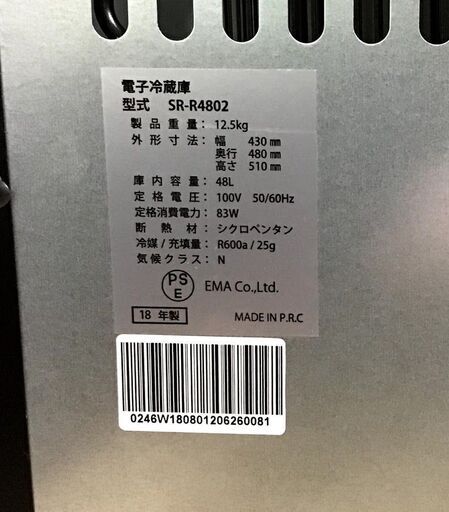 電子冷蔵庫
型式 SR-R4802
製品重量: 12.5kg
外形寸法: 幅 430㎜
奥行 480㎜
高さ 510㎜
庫内容量: 48L
定格電圧: 100V 50/60Hz
定格消費電力: 83W
断熱材: シクロペンタン
冷媒/充填量: R600a / 25g
気候クラス: N
PS
E
EMA Co.,Ltd.
18 年製 MADE IN P.R.C
0246W180801206260081